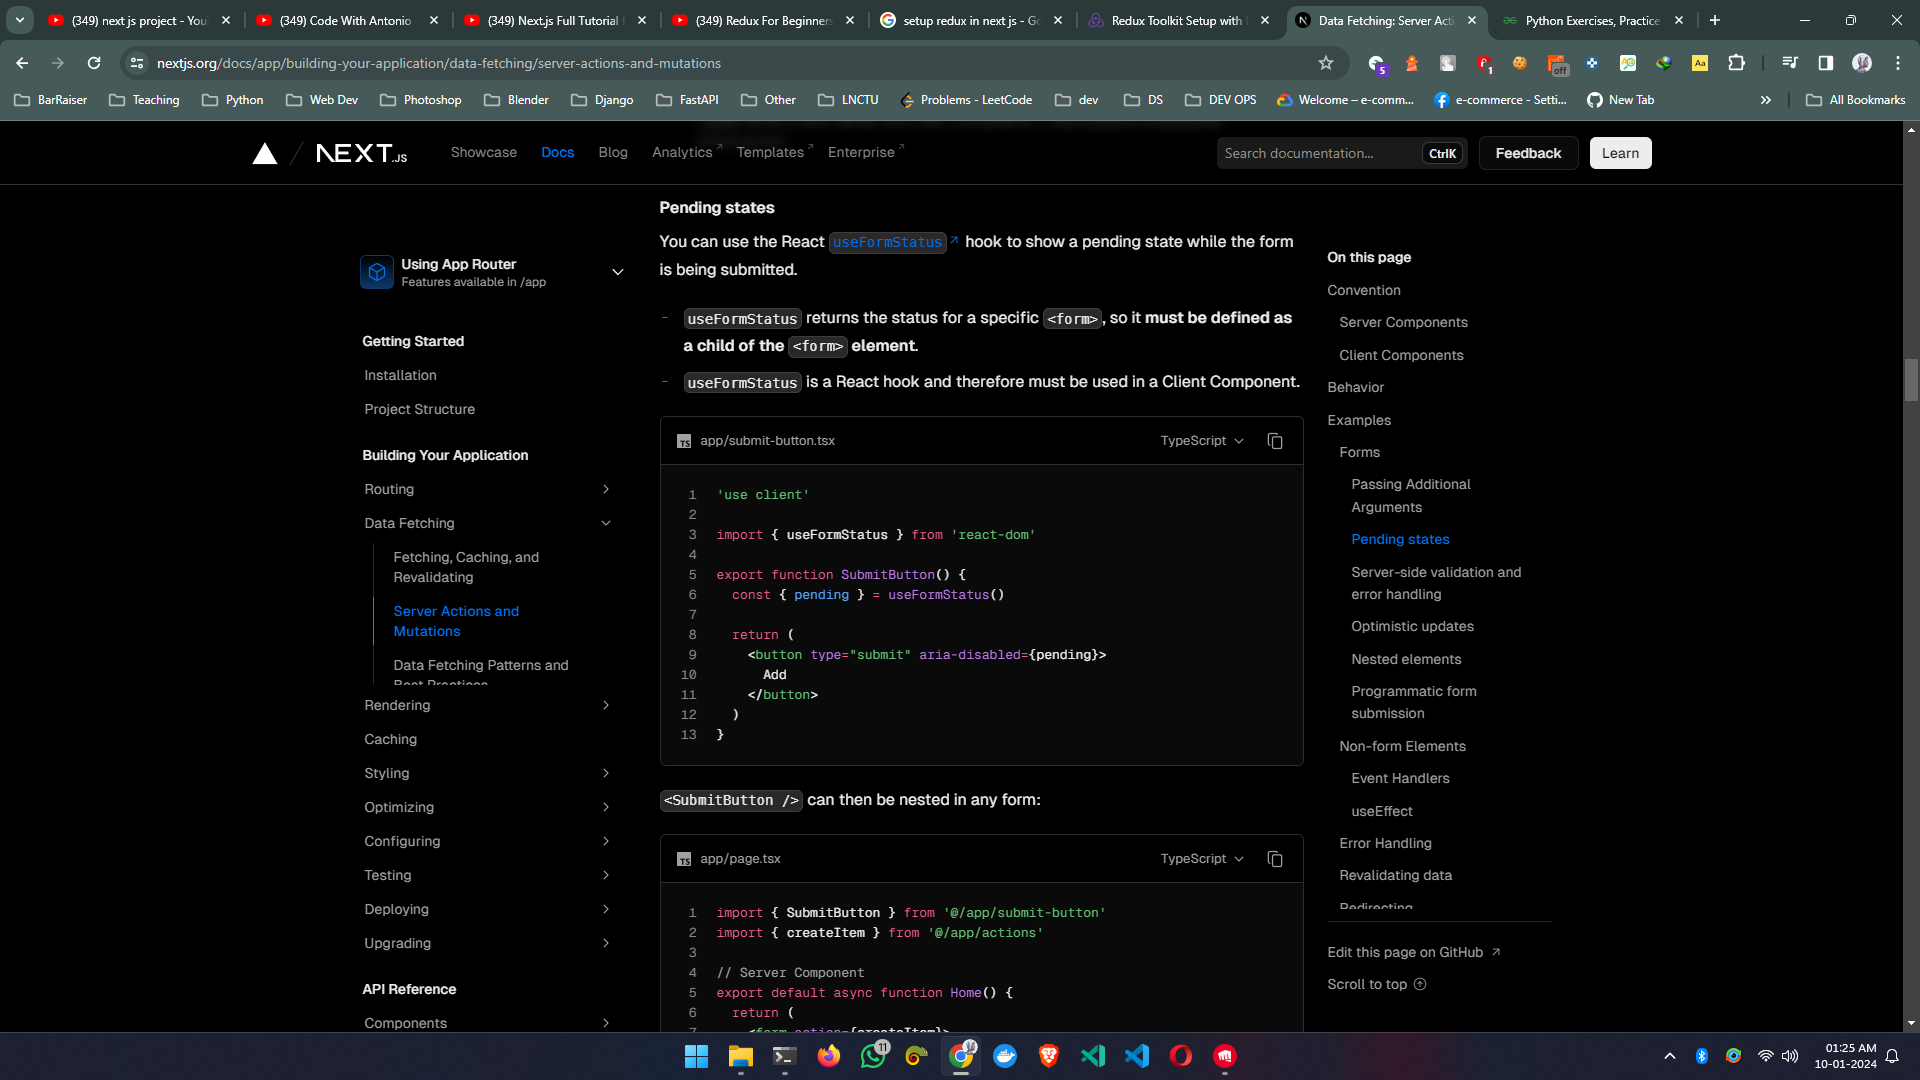 (349) next js project - You
(349) Code With Antonio -
(349) Next.js Full Tutorial f
(349) Redux For Beginners
setup redux in next js - Go
Redux Toolkit Setup with
Data Fetching: Server Acti
Python Exercises, Practice
nextjs.org/docs/app/building-your-application/data-fetching/server-actions-and-mutations
5
1
off
Aa
BarRaiser
Teaching
Python
Web Dev
Photoshop
Blender
Django
FastAPI
Other
LNCTU
Problems - LeetCode
dev
DS
DEV OPS
Welcome – e-comm...
e-commerce - Setti...
New Tab
»
All Bookmarks
NEXT.JS
Showcase
Docs
Blog
Analytics
Templates
Enterprise
Search documentation...
CtrlK
Feedback
Learn
Using App Router
Features available in /app
Getting Started
Installation
Project Structure
Building Your Application
Routing
Data Fetching
Fetching, Caching, and
Revalidating
Server Actions and
Mutations
Data Fetching Patterns and
Best Practices
Rendering
Caching
Styling
Optimizing
Configuring
Testing
Deploying
Upgrading
API Reference
Components
Pending states
You can use the React useFormStatus hook to show a pending state while the form
is being submitted.
- useFormStatus returns the status for a specific <form>, so it must be defined as
a child of the <form> element.
- useFormStatus is a React hook and therefore must be used in a Client Component.
TS app/submit-button.tsx
TypeScript
1 'use client'
2
3 import { useFormStatus } from 'react-dom'
4
5 export function SubmitButton() {
6 const { pending } = useFormStatus()
7
8 return (
9 <button type="submit" aria-disabled={pending}>
10 Add
11 </button>
12 )
13 }
<SubmitButton /> can then be nested in any form:
TS app/page.tsx
TypeScript
1 import { SubmitButton } from '@/app/submit-button'
2 import { createItem } from '@/app/actions'
3
4 // Server Component
5 export default async function Home() {
6 return (
7 <form action={createItem}>
On this page
Convention
Server Components
Client Components
Behavior
Examples
Forms
Passing Additional
Arguments
Pending states
Server-side validation and
error handling
Optimistic updates
Nested elements
Programmatic form
submission
Non-form Elements
Event Handlers
useEffect
Error Handling
Revalidating data
Redirecting
Edit this page on GitHub
Scroll to top
11
01:25 AM
10-01-2024